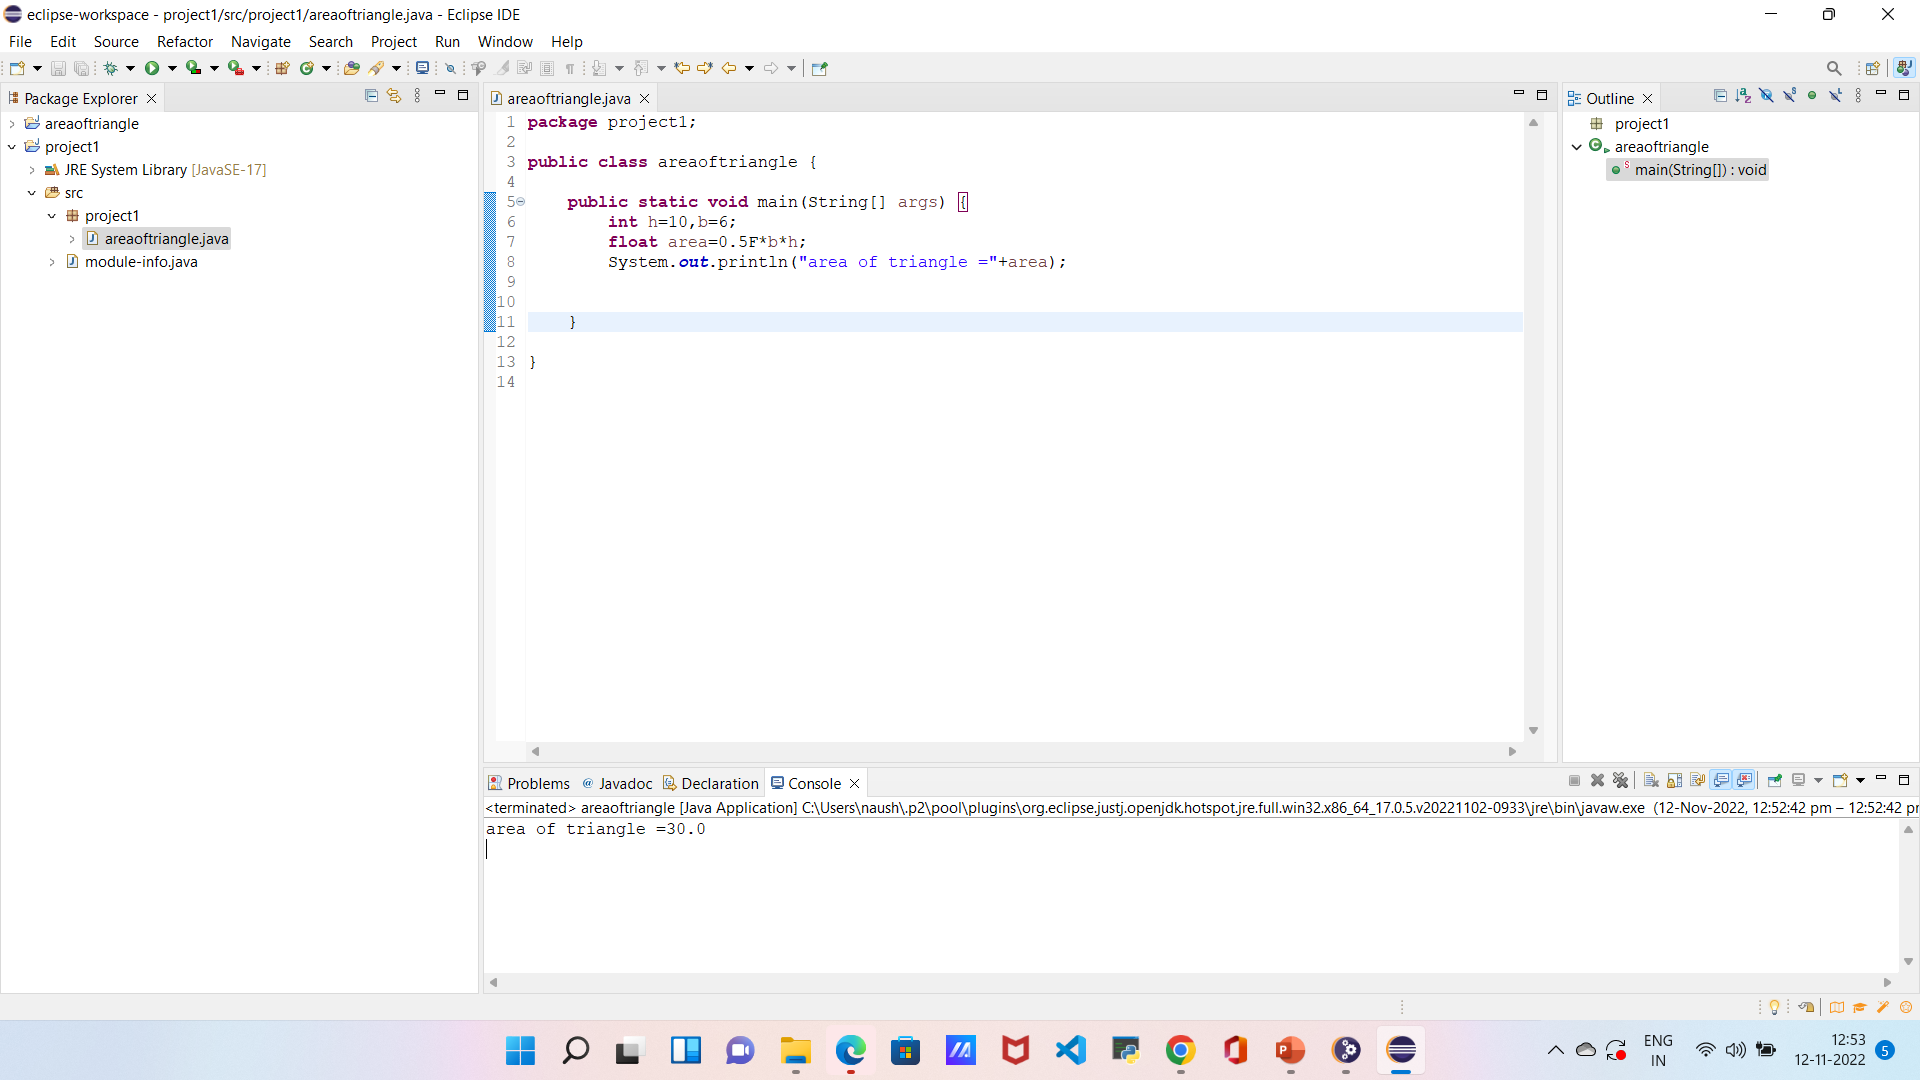 eclipse-workspace - project1/src/project1/areaoftriangle.java - Eclipse IDE
File Edit Source Refactor Navigate Search Project Run Window Help
Package Explorer
areaoftriangle
project1
JRE System Library [JavaSE-17]
src
project1
areaoftriangle.java
module-info.java
areaoftriangle.java
1 package project1;
2
3 public class areaoftriangle {
4
5 public static void main(String[] args) {
6 int h=10,b=6;
7 float area=0.5F*b*h;
8 System.out.println("area of triangle ="+area);
9
10
11 }
12
13 }
14
Outline
project1
areaoftriangle
main(String[]) : void
Problems @ Javadoc Declaration Console
<terminated> areaoftriangle [Java Application] C:\Users\naush\.p2\pool\plugins\org.eclipse.justj.openjdk.hotspot.jre.full.win32.x86_64_17.0.5.v20221102-0933\jre\bin\javaw.exe (12-Nov-2022, 12:52:42 pm – 12:52:42 pm
area of triangle =30.0
ENG
IN
12:53
12-11-2022
5